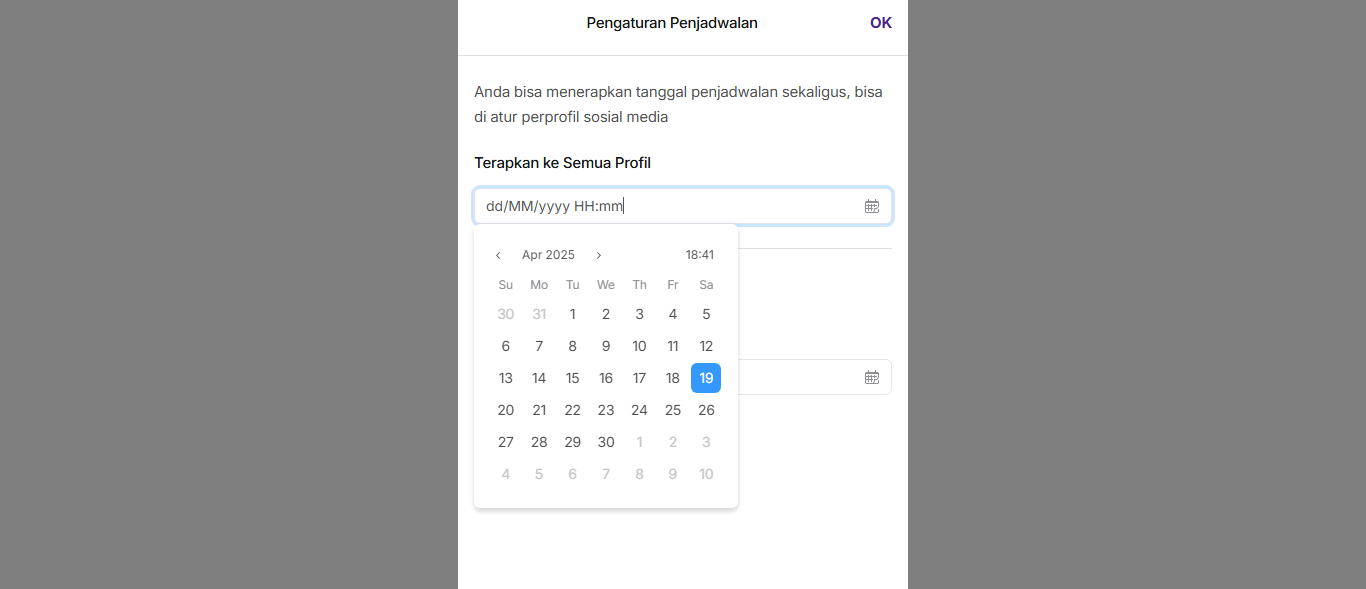 Pengaturan Penjadwalan
OK
Anda bisa menerapkan tanggal penjadwalan sekaligus, bisa
di atur perprofil sosial media
Terapkan ke Semua Profil
dd/MM/yyyy HH:mm
Apr 2025
18:41
Su Mo Tu We Th Fr Sa
30 31 1 2 3 4 5
6 7 8 9 10 11 12
13 14 15 16 17 18 19
20 21 22 23 24 25 26
27 28 29 30 1 2 3
4 5 6 7 8 9 10